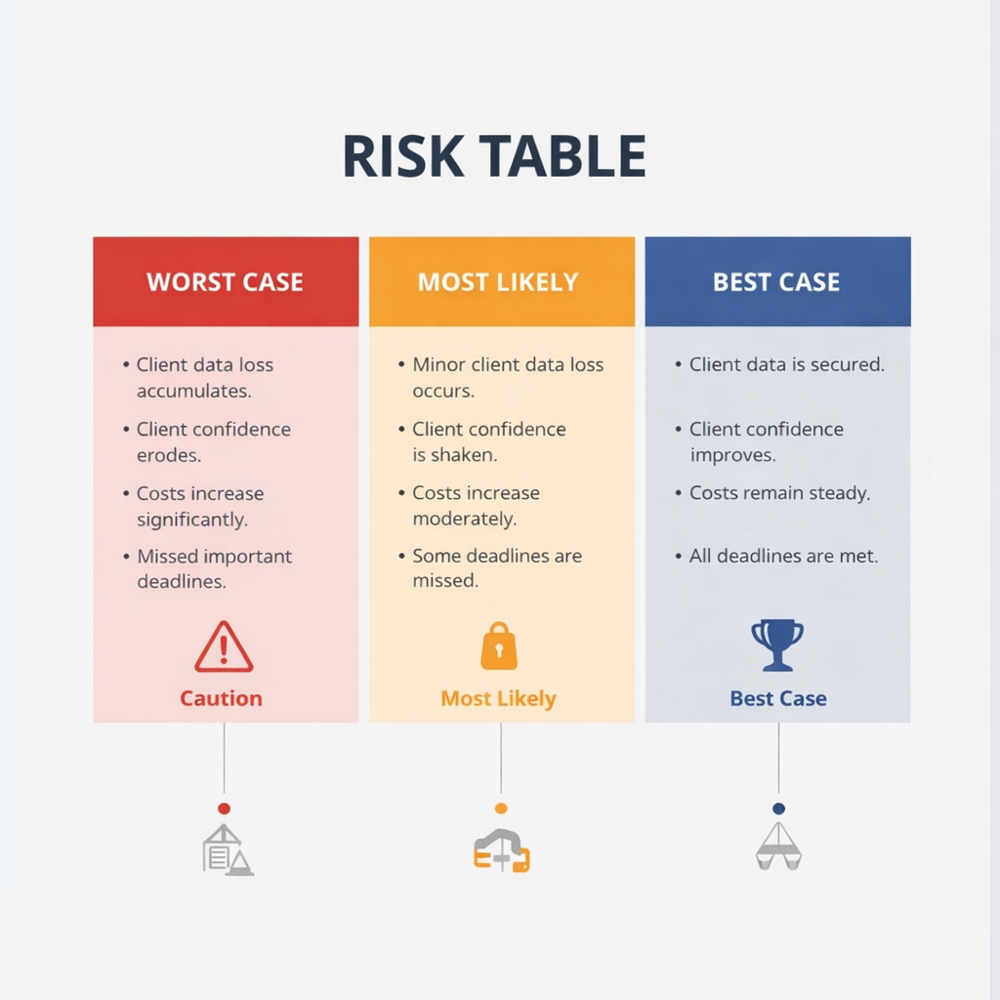 RISK TABLE
WORST CASE
• Client data loss
accumulates.
• Client confidence
erodes.
• Costs increase
significantly.
• Missed important
deadlines.
Caution
MOST LIKELY
• Minor client data loss
occurs.
• Client confidence
is shaken.
• Costs increase
moderately.
• Some deadlines are
missed.
Most Likely
BEST CASE
• Client data is secured.
• Client confidence
improves.
• Costs remain steady.
• All deadlines are met.
Best Case